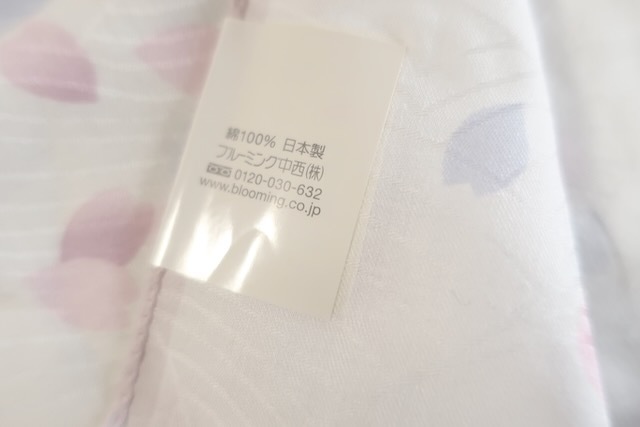 綿100% 日本製
ブルーミング中西(株)
0120-030-632
www.blooming.co.jp